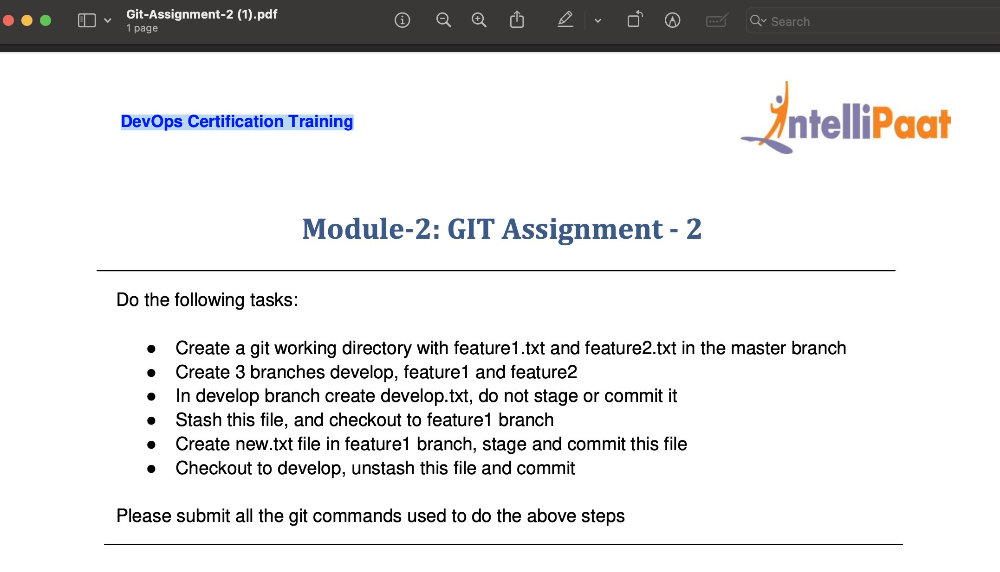 Git-Assignment-2 (1).pdf
1 page
Search
DevOps Certification Training
IntelliPaat
Module-2: GIT Assignment - 2
Do the following tasks:
● Create a git working directory with feature1.txt and feature2.txt in the master branch
● Create 3 branches develop, feature1 and feature2
● In develop branch create develop.txt, do not stage or commit it
● Stash this file, and checkout to feature1 branch
● Create new.txt file in feature1 branch, stage and commit this file
● Checkout to develop, unstash this file and commit
Please submit all the git commands used to do the above steps